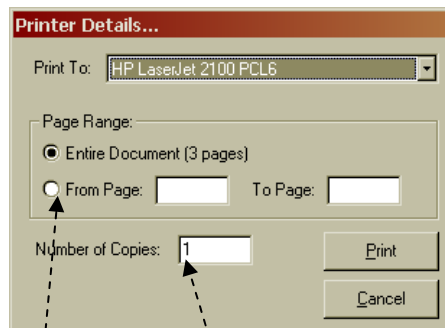 Printer Details...
Print To: HP LaserJet 2100 PCL6
Page Range:
Entire Document (3 pages)
From Page: To Page:
Number of Copies: 1 Print
Cancel